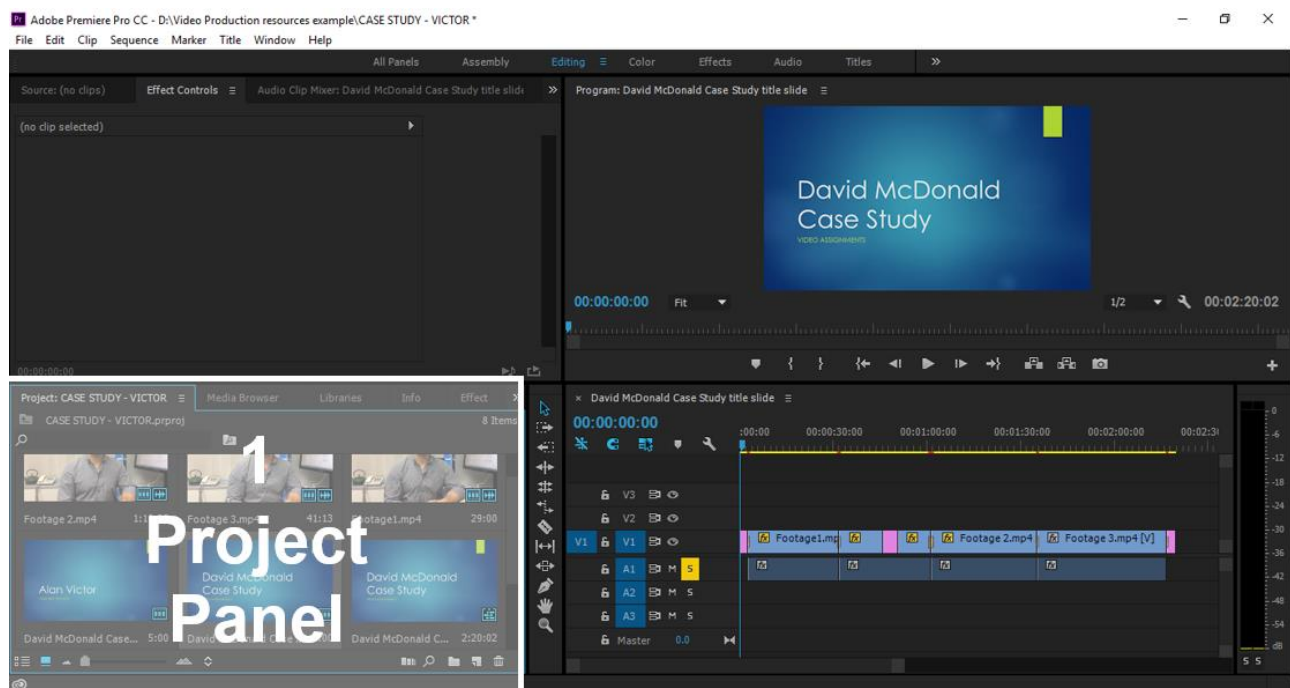 Pr Adobe Premiere Pro CC - D:\Video Production resources example\CASE STUDY - VICTOR *
File Edit Clip Sequence Marker Title Window Help
All Panels Assembly Editing Color Effects Audio Titles
Source: (no clips) Effect Controls Audio Clip Mixer: David McDonald Case Study title slide
(no clip selected)
00:00:00:00
Program: David McDonald Case Study title slide
David McDonald
Case Study
VIDEO ASSIGNMENTS
00:00:00:00 Fit 1/2 00:02:20:02
Project: CASE STUDY - VICTOR Media Browser Libraries Info Effect
CASE STUDY - VICTOR.prproj 8 Items
1
Project
Panel
Footage 2.mp4 Footage 3.mp4 41:13 Footage1.mp4 29:00
Alan Victor
David McDonald
Case Study
David McDonald
Case Study
David McDonald Case... 5:00 David McDonald C... 2:20:02
× David McDonald Case Study title slide
00:00:00:00
:00:00 00:00:30:00 00:01:00:00 00:01:30:00 00:02:00:00 00:02:3
V3
V2
V1 V1 Footage1.mp Footage 2.mp4 Footage 3.mp4 [V]
A1 M S
A2 M S
A3 M S
Master 0.0
0
-6
-12
-18
-24
-30
-36
-42
-48
-54
dB
S S